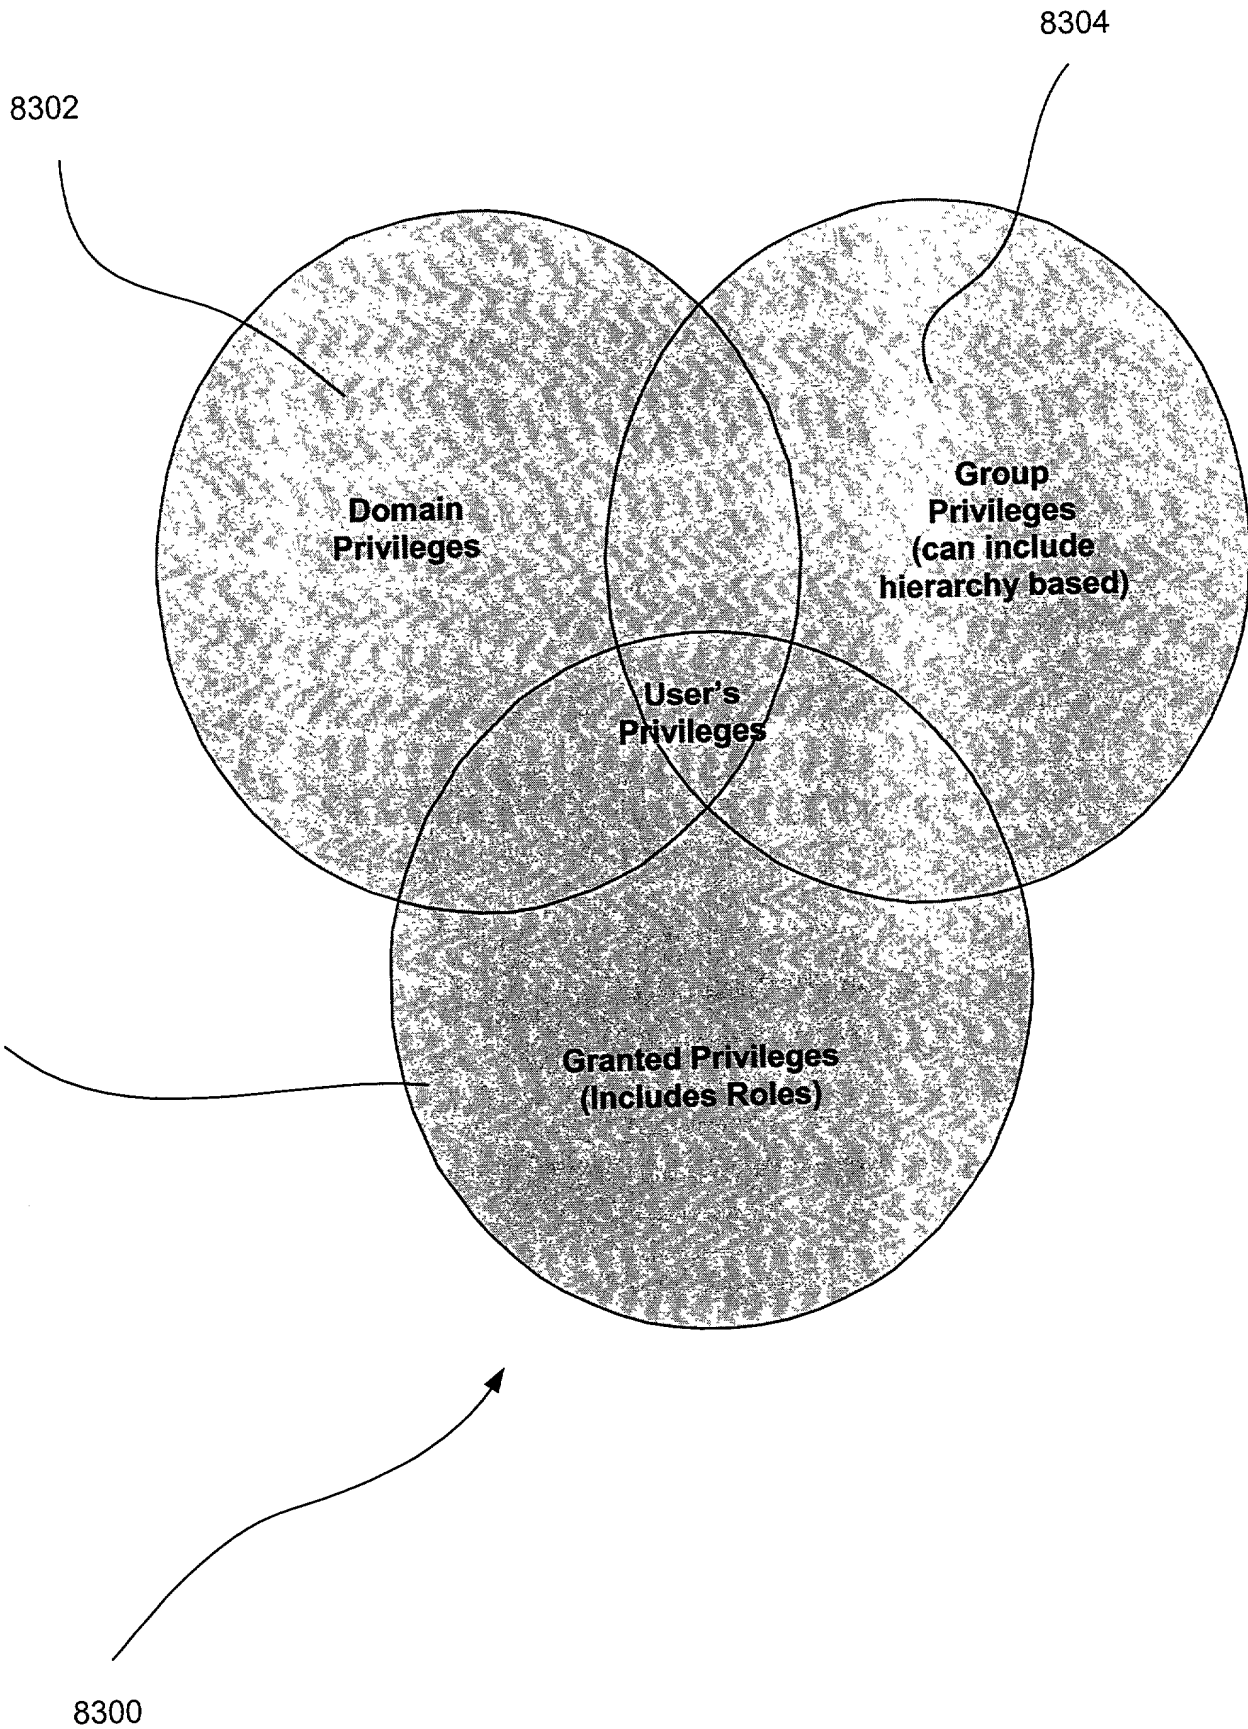 8304
8302
Domain
Privileges
Group
Privileges
(can include
hierarchy based)
User's
Privileges
Granted Privileges
(Includes Roles)
8300